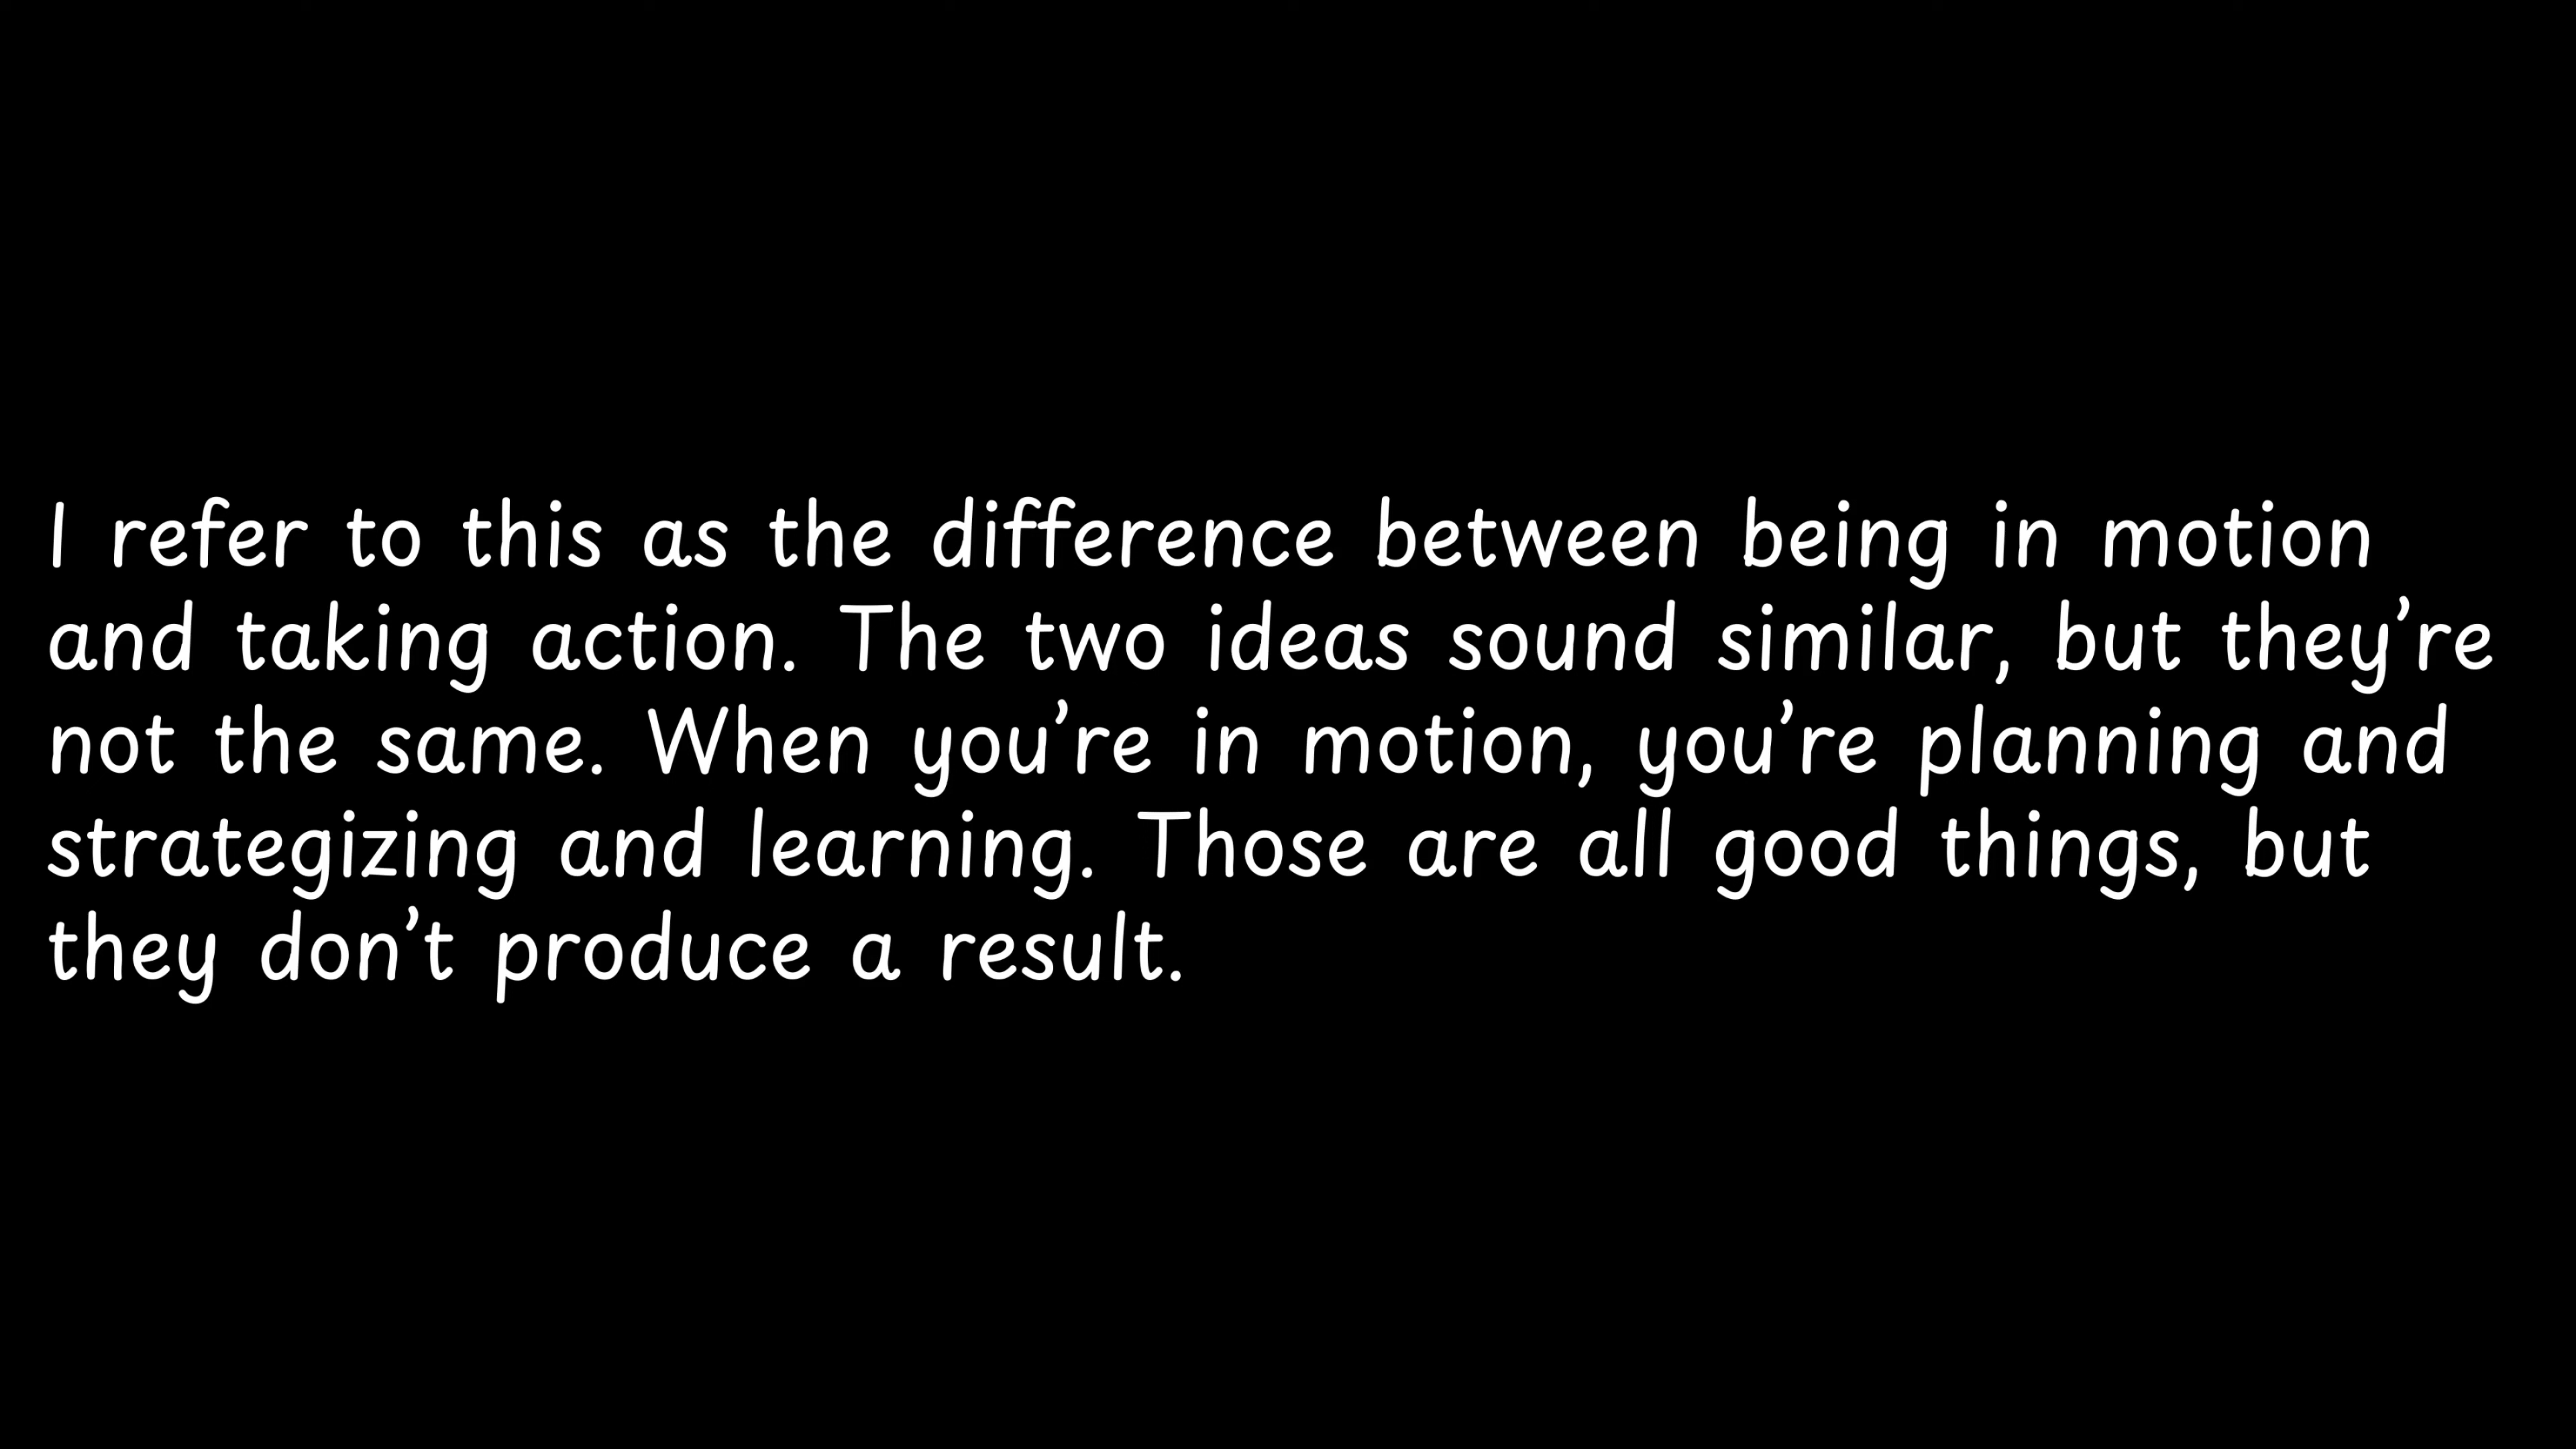 I refer to this as the difference between being in motion
and taking action. The two ideas sound similar, but they’re
not the same. When you’re in motion, you’re planning and
strategizing and learning. Those are all good things, but
they don’t produce a result.